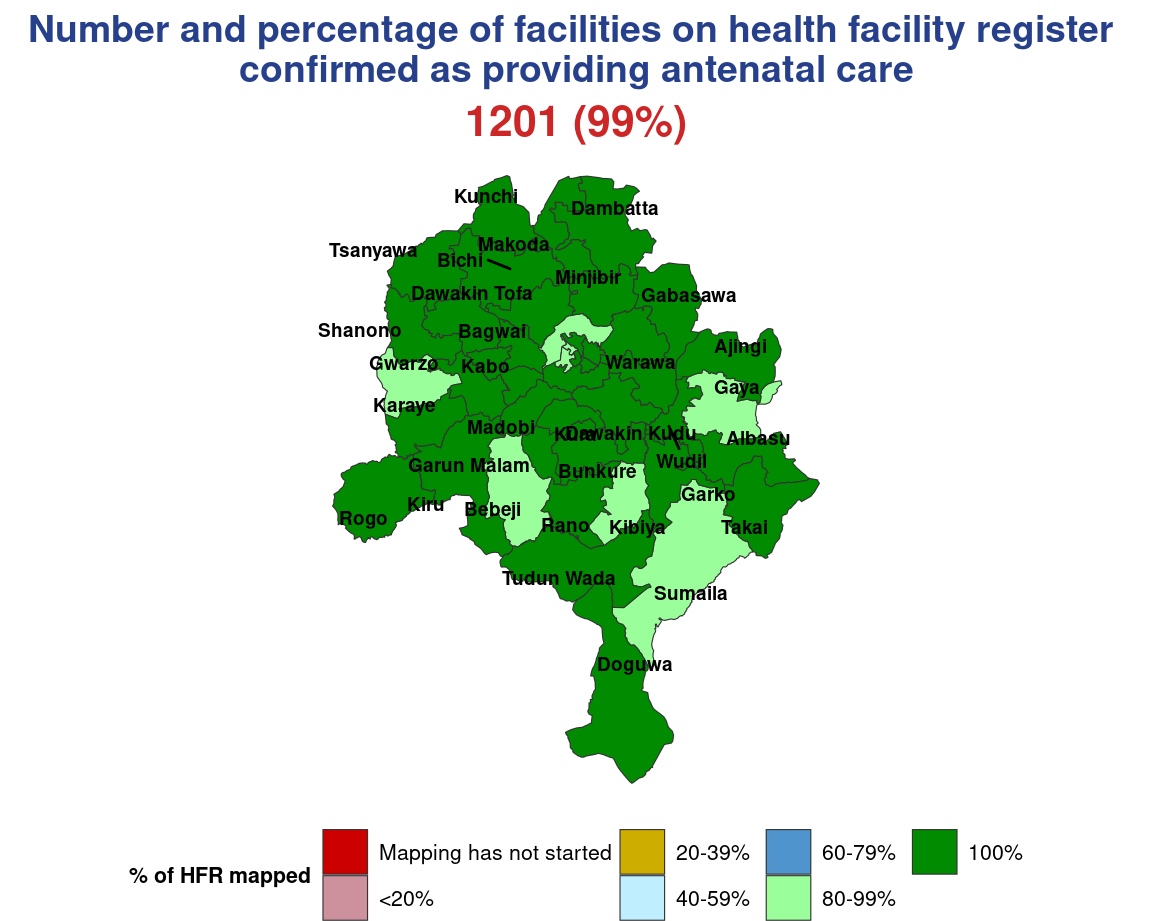 Number and percentage of facilities on health facility register
confirmed as providing antenatal care
1201 (99%)
Kunchi
Dambatta
Makoda
Tsanyawa
Bichi
Minjibir
Dawakin Tofa
Gabasawa
Shanono
Bagwai
Ajingi
Gwarzo
Kabo
Warawa
Gaya
Karaye
Madobi
Kura
Dawakin Kudu
Albasu
Garun Malam
Wudil
Bunkure
Garko
Kiru
Bebeji
Rogo
Rano
Kibiya
Takai
Tudun Wada
Sumaila
Doguwa
% of HFR mapped
Mapping has not started
20-39%
60-79%
100%
<20%
40-59%
80-99%